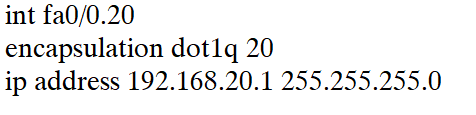 int fa0/0.20
encapsulation dot1q 20
ip address 192.168.20.1 255.255.255.0